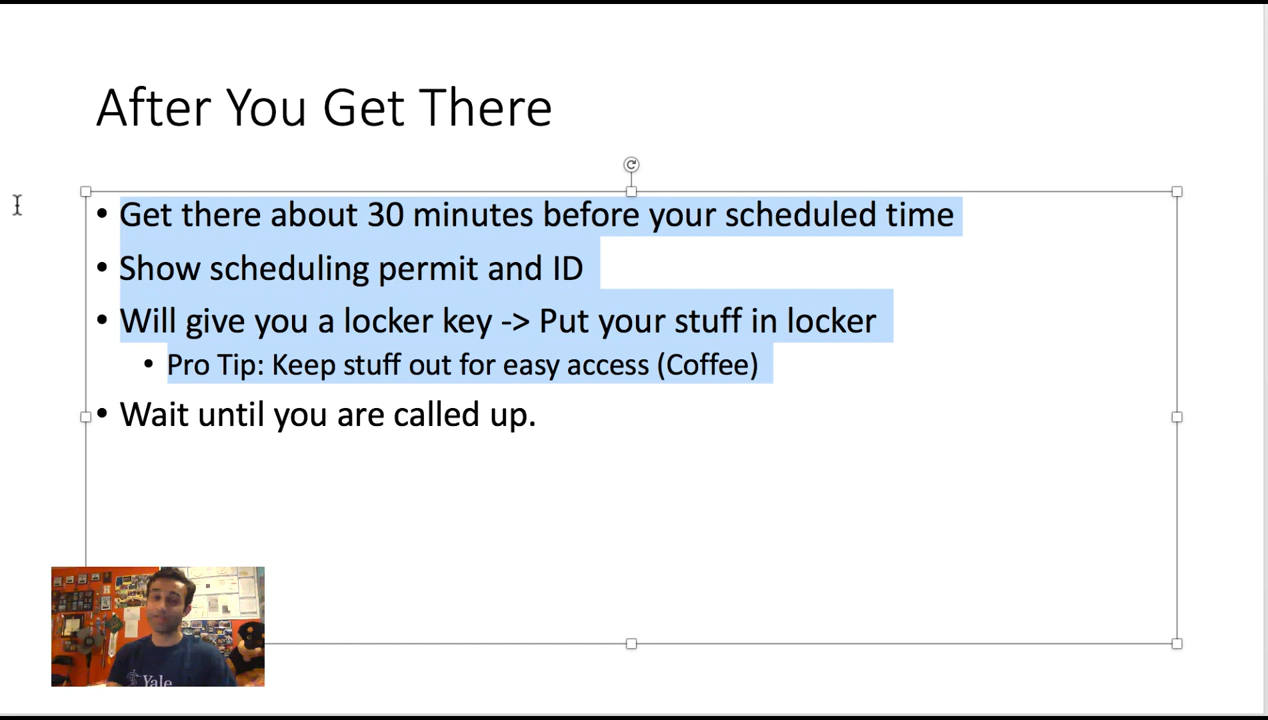 After You Get There
• Get there about 30 minutes before your scheduled time
• Show scheduling permit and ID
• Will give you a locker key -> Put your stuff in locker
• Pro Tip: Keep stuff out for easy access (Coffee)
• Wait until you are called up.
Yale